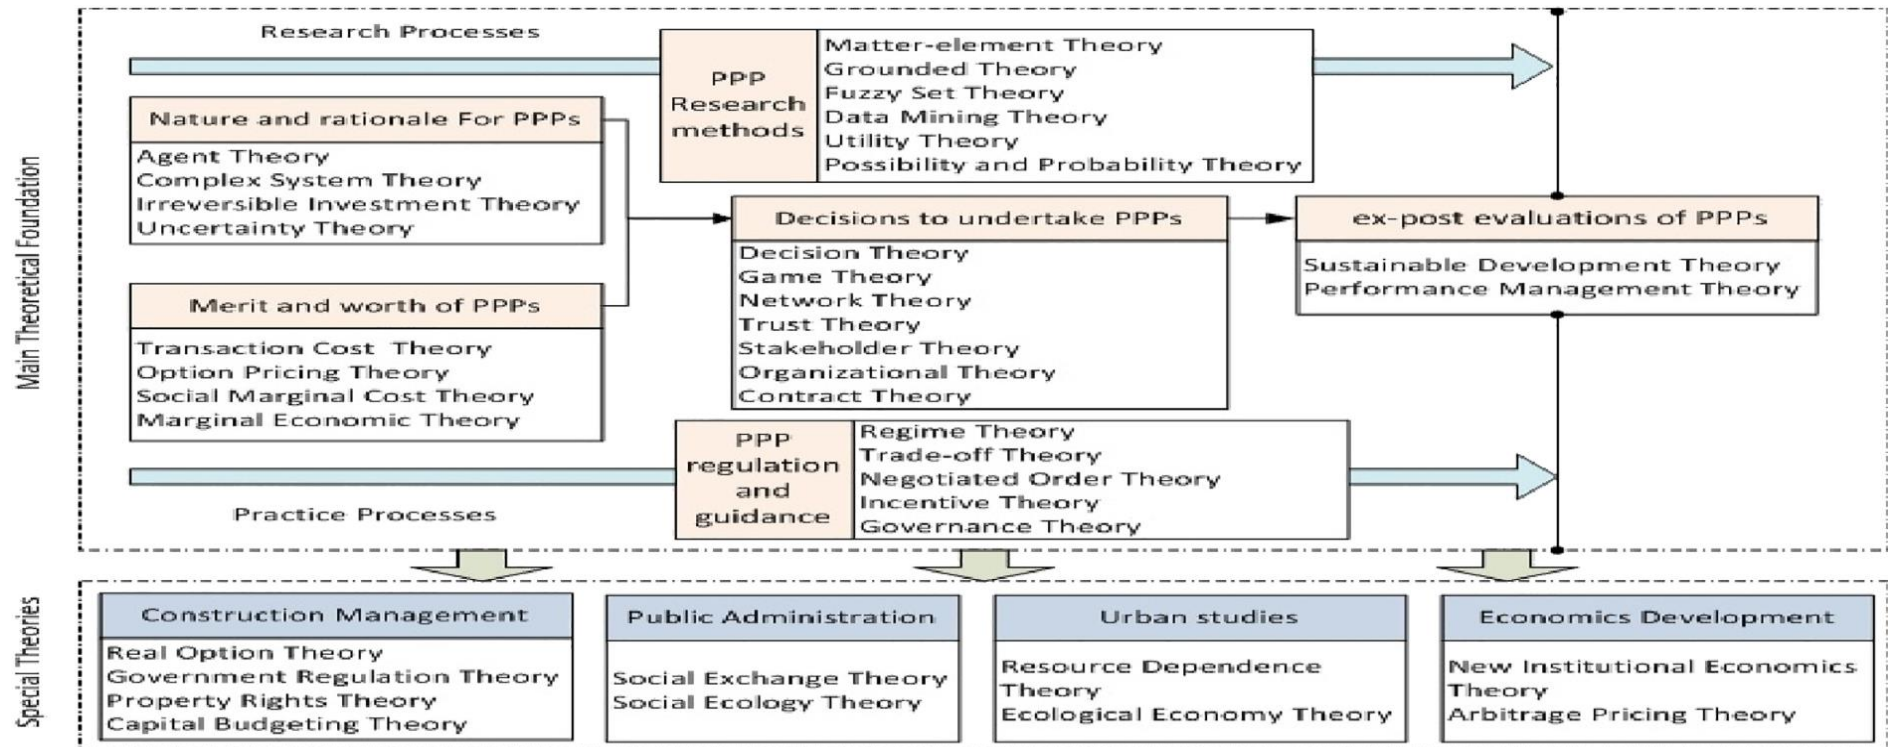 Main Theoretical Foundation
Research Processes
PPP
Research
methods
Matter-element Theory
Grounded Theory
Fuzzy Set Theory
Data Mining Theory
Utility Theory
Possibility and Probability Theory
Nature and rationale For PPPs
Agent Theory
Complex System Theory
Irreversible Investment Theory
Uncertainty Theory
Merit and worth of PPPs
Transaction Cost Theory
Option Pricing Theory
Social Marginal Cost Theory
Marginal Economic Theory
Decisions to undertake PPPs
Decision Theory
Game Theory
Network Theory
Trust Theory
Stakeholder Theory
Organizational Theory
Contract Theory
ex-post evaluations of PPPs
Sustainable Development Theory
Performance Management Theory
Practice Processes
PPP
regulation
and
guidance
Regime Theory
Trade-off Theory
Negotiated Order Theory
Incentive Theory
Governance Theory
Special Theories
Construction Management
Real Option Theory
Government Regulation Theory
Property Rights Theory
Capital Budgeting Theory
Public Administration
Social Exchange Theory
Social Ecology Theory
Urban studies
Resource Dependence
Theory
Ecological Economy Theory
Economics Development
New Institutional Economics
Theory
Arbitrage Pricing Theory